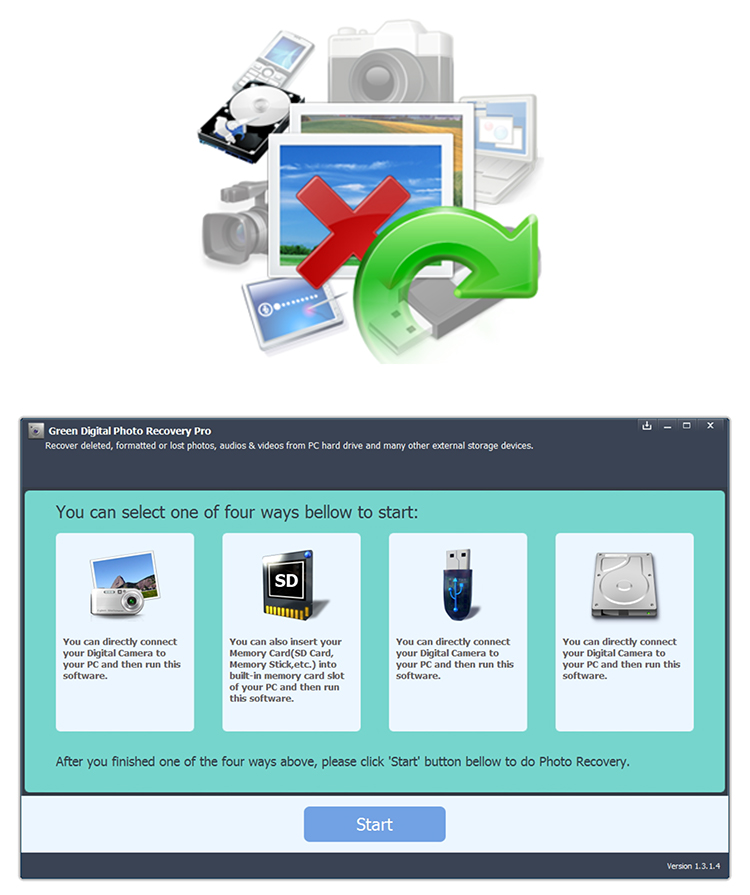 Green Digital Photo Recovery Pro
Recover deleted, formatted or lost photos, audios & videos from PC hard drive and many other external storage devices.
You can select one of four ways bellow to start:
SD
You can directly connect
your Digital Camera to
your PC and then run this
software.
You can also insert your
Memory Card(SD Card,
Memory Stick,etc.) into
built-in memory card slot
of your PC and then run
this software.
You can directly connect
your Digital Camera to
your PC and then run this
software.
You can directly connect
your Digital Camera to
your PC and then run this
software.
After you finished one of the four ways above, please click 'Start' button bellow to do Photo Recovery.
Start
Version 1.3.1.4